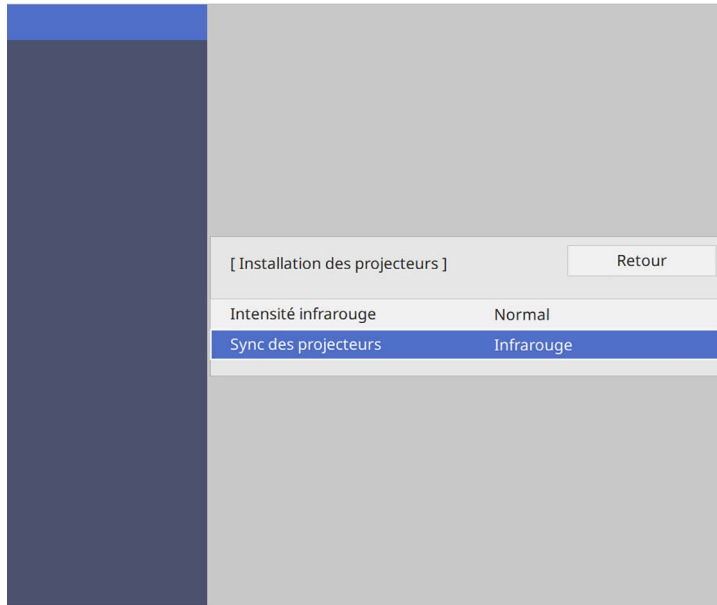 [ Installation des projecteurs ] Retour
Intensité infrarouge Normal
Sync des projecteurs Infrarouge